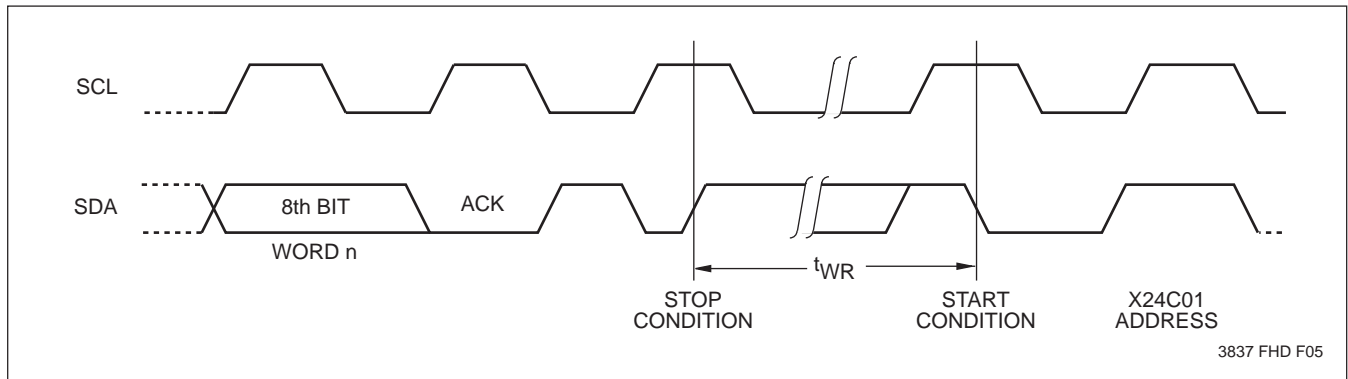 SCL
SDA
8th BIT
ACK
WORD n
tWR
STOP
CONDITION
START
CONDITION
X24C01
ADDRESS
3837 FHD F05